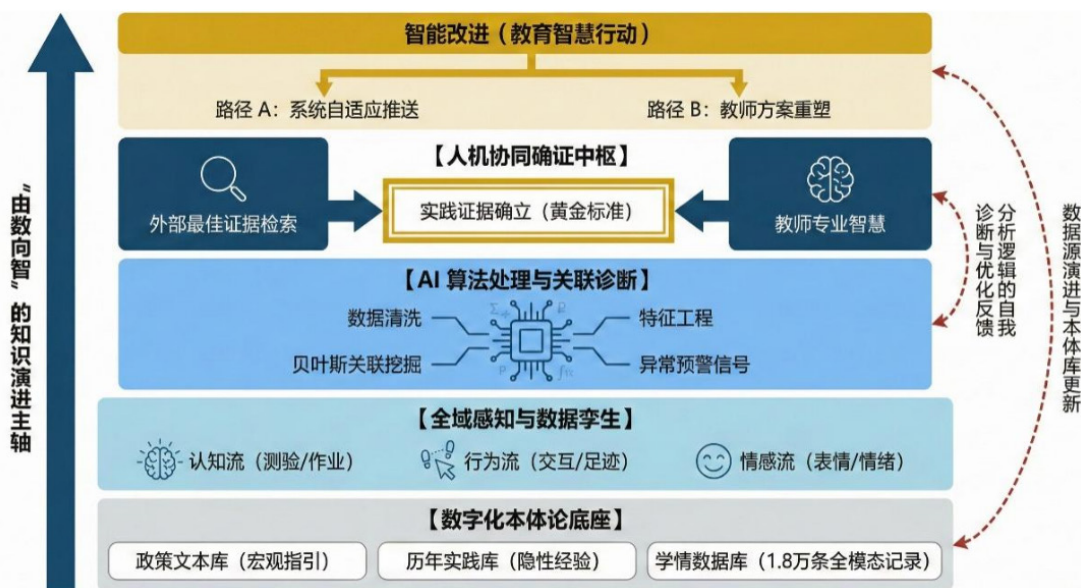 智能改进（教育智慧行动）
路径 A：系统自适应推送
路径 B：教师方案重塑
【人机协同确证中枢】
外部最佳证据检索
实践证据确立（黄金标准）
教师专业智慧
【AI 算法处理与关联诊断】
数据清洗
特征工程
贝叶斯关联挖掘
异常预警信号
【全域感知与数据孪生】
认知流（测验/作业）
行为流（交互/足迹）
情感流（表情/情绪）
【数字化本体论底座】
政策文本库（宏观指引）
历年实践库（隐性经验）
学情数据库（1.8万条全模态记录）
“由数向智”的知识演进主轴
分析逻辑的自我
诊断与优化反馈
数据源演进与本体库更新